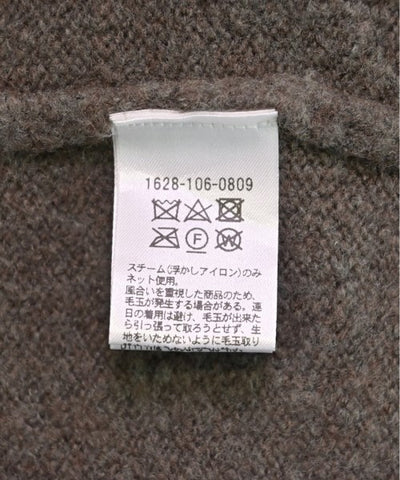 1628-106-0809
F
W
スチーム(浮かしアイロン)のみ
ネット使用。
風合いを重視した商品のため、
毛玉が発生する場合がある。連
日の着用は避け、毛玉が出来た
ら引っ張って取ろうとせず、生
地をいためないように毛玉取り